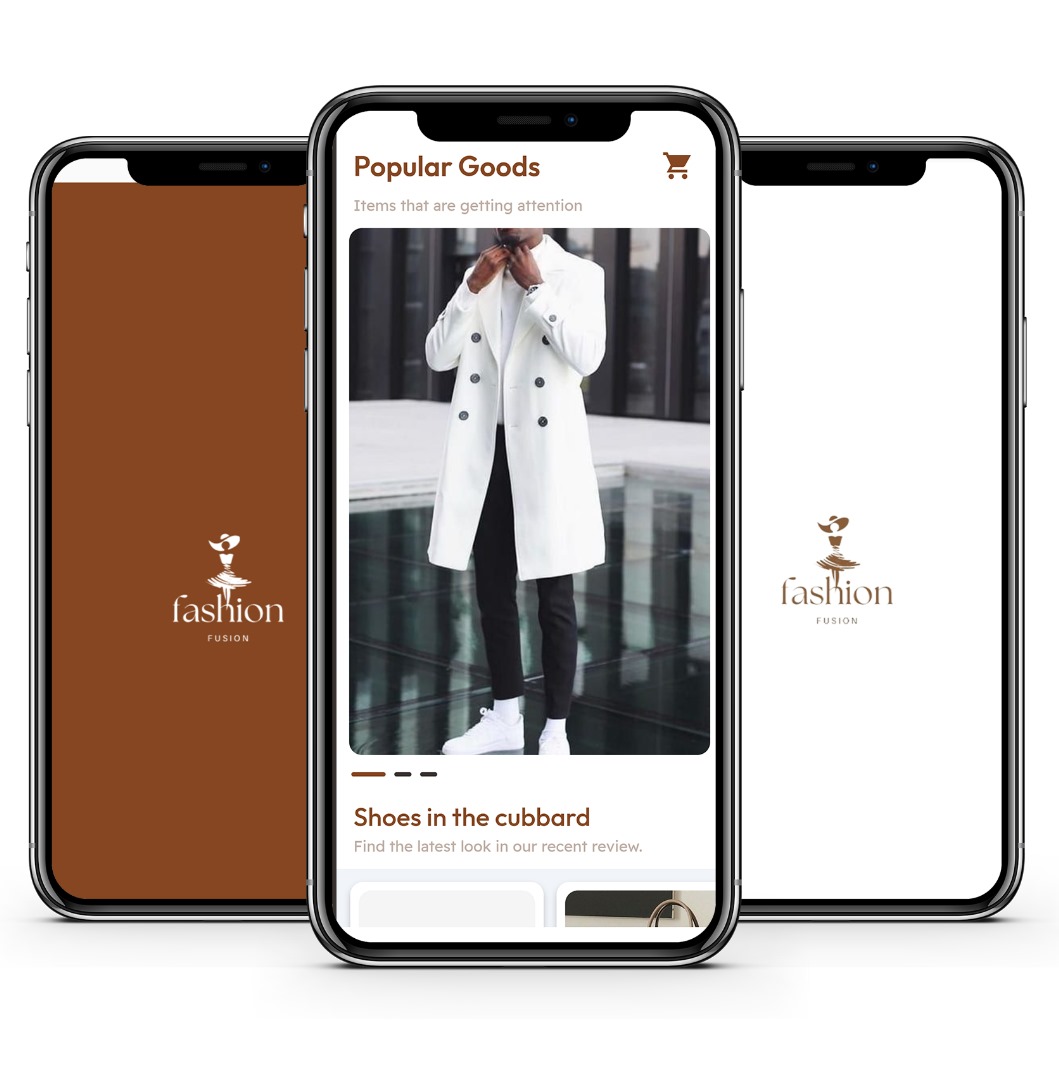 Popular Goods
Items that are getting attention
Shoes in the cubbard
Find the latest look in our recent review.
fashion
FUSION
fashion
FUSION